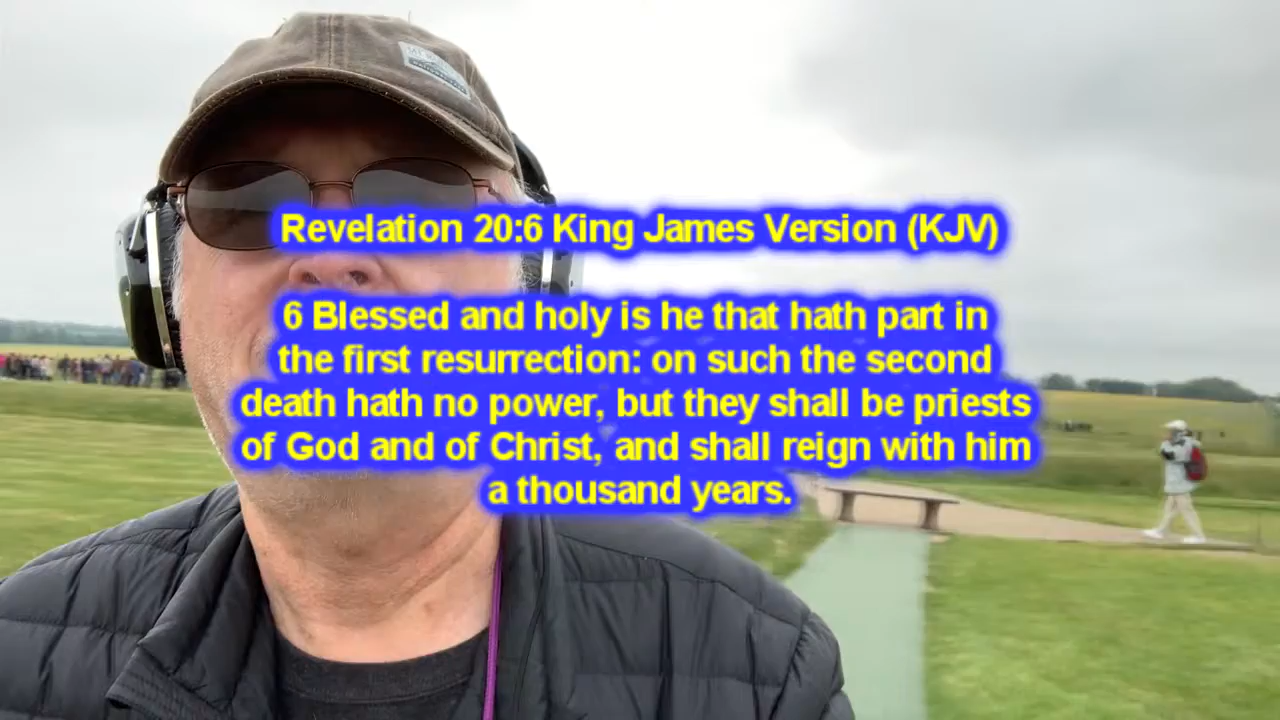 Revelation 20:6 King James Version (KJV)
6 Blessed and holy is he that hath part in
the first resurrection: on such the second
death hath no power, but they shall be priests
of God and of Christ, and shall reign with him
a thousand years.